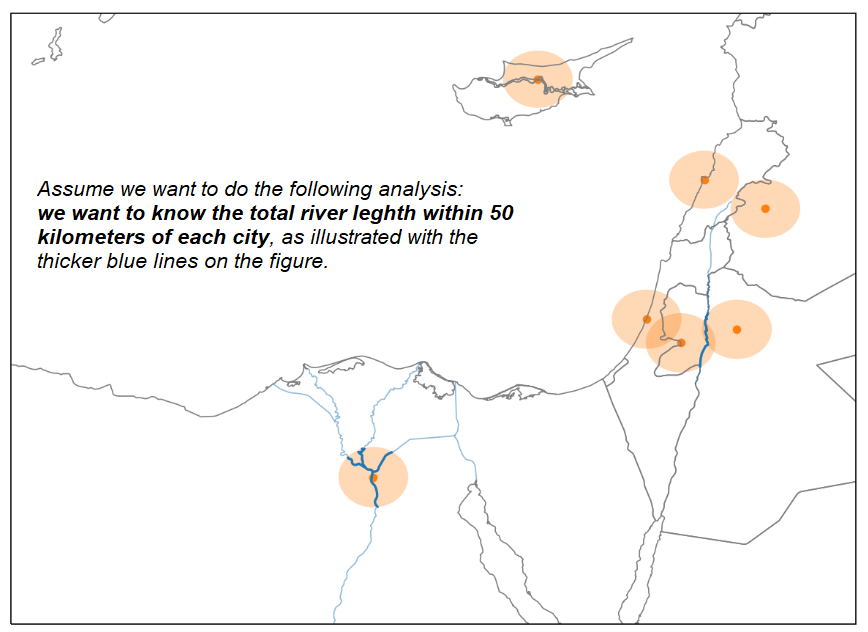 Assume we want to do the following analysis:
we want to know the total river leghth within 50
kilometers of each city, as illustrated with the
thicker blue lines on the figure.